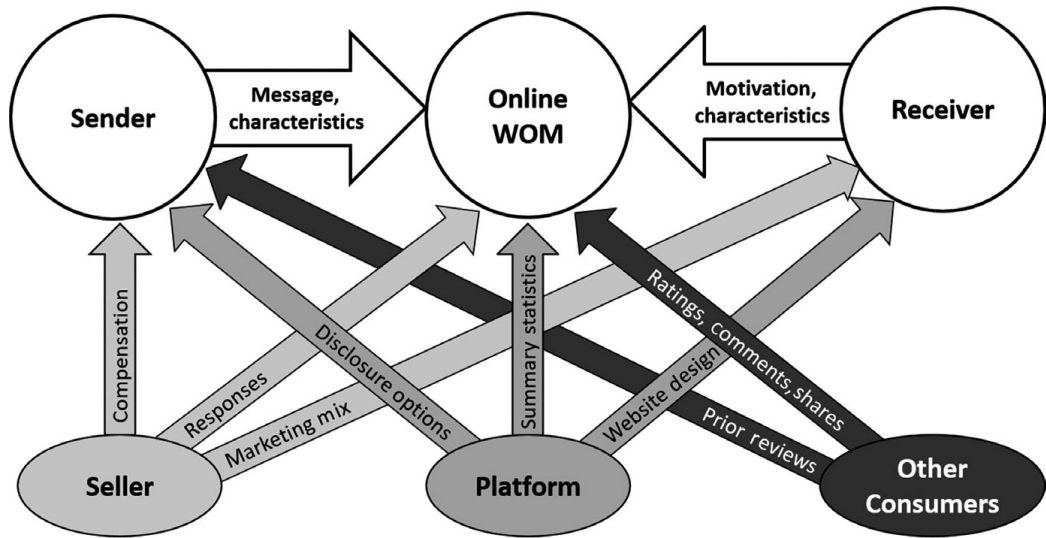 Sender
Message,
characteristics
Online
WOM
Motivation,
characteristics
Receiver
Compensation
Responses
Marketing mix
Disclosure options
Summary statistics
Website design
Ratings, comments, shares
Prior reviews
Seller
Platform
Other
Consumers